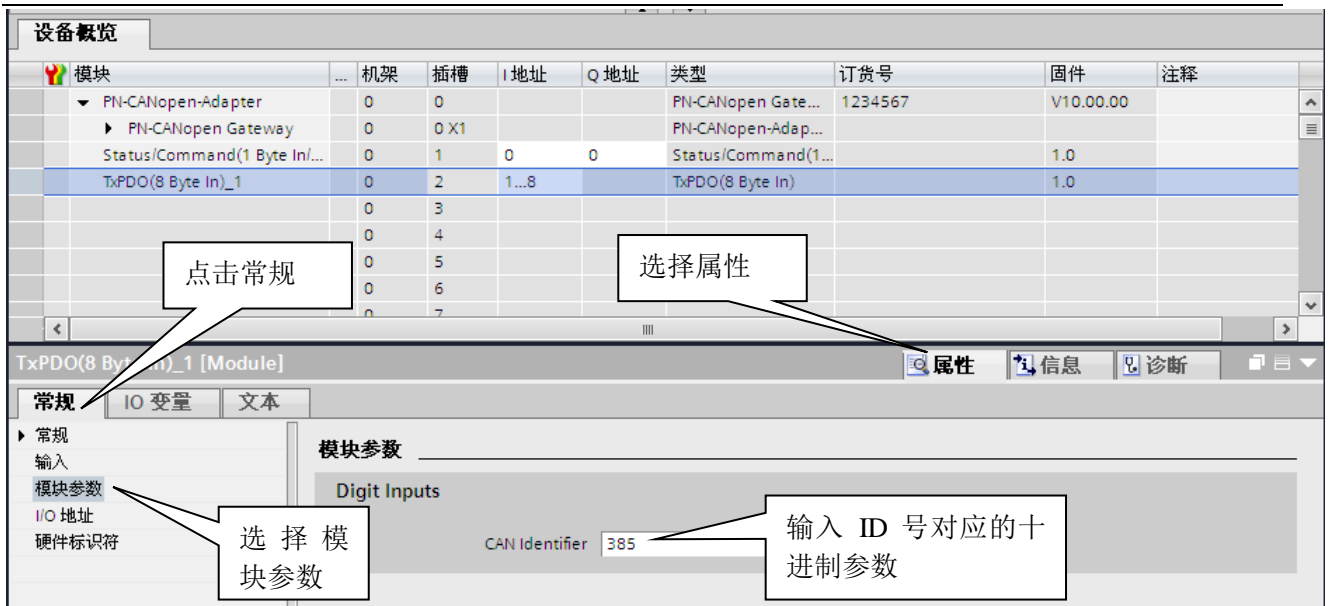 设备概览
模块 ... 机架 插槽 I 地址 Q 地址 类型 订货号 固件 注释
PN-CANopen-Adapter 0 0 PN-CANopen Gate... 1234567 V10.00.00
PN-CANopen Gateway 0 0 X1 PN-CANopen-Adap...
Status/Command(1 Byte In/... 0 1 0 0 Status/Command(1... 1.0
TxPDO(8 Byte In)_1 0 2 1...8 TxPDO(8 Byte In) 1.0
0 3
0 4
0 5
0 6
0 7
点击常规
选择属性
TxPDO(8 Byte In)_1 [Module] 属性 信息 诊断
常规 IO 变量 文本
常规
输入
模块参数
I/O 地址
硬件标识符
选择模
块参数
模块参数
Digit Inputs
CAN Identifier 385
输入 ID 号对应的十
进制参数